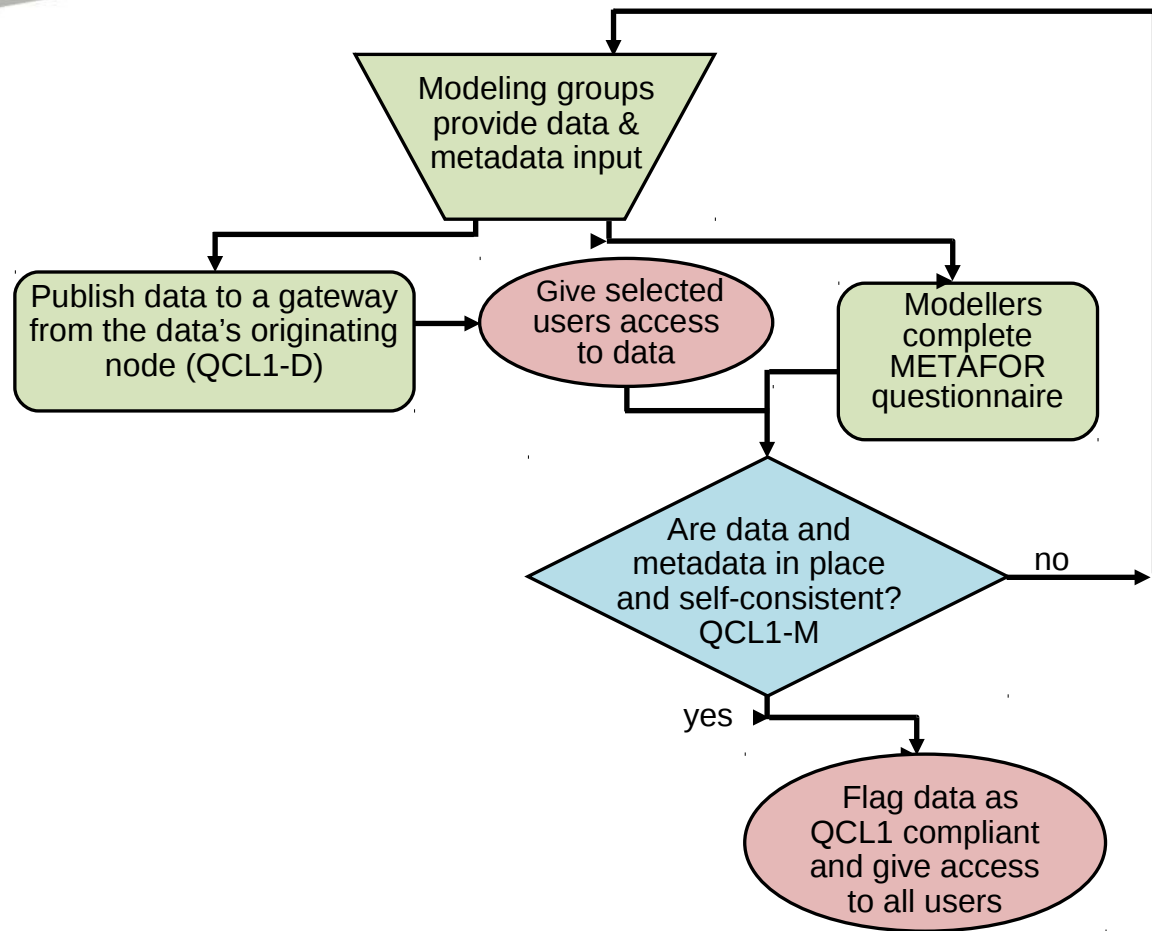 Modeling groups
provide data &
metadata input
Publish data to a gateway
from the data's originating
node (QCL1-D)
Give selected
users access
to data
Modellers
complete
METAFOR
questionnaire
Are data and
metadata in place
and self-consistent?
QCL1-M
no
yes
Flag data as
QCL1 compliant
and give access
to all users